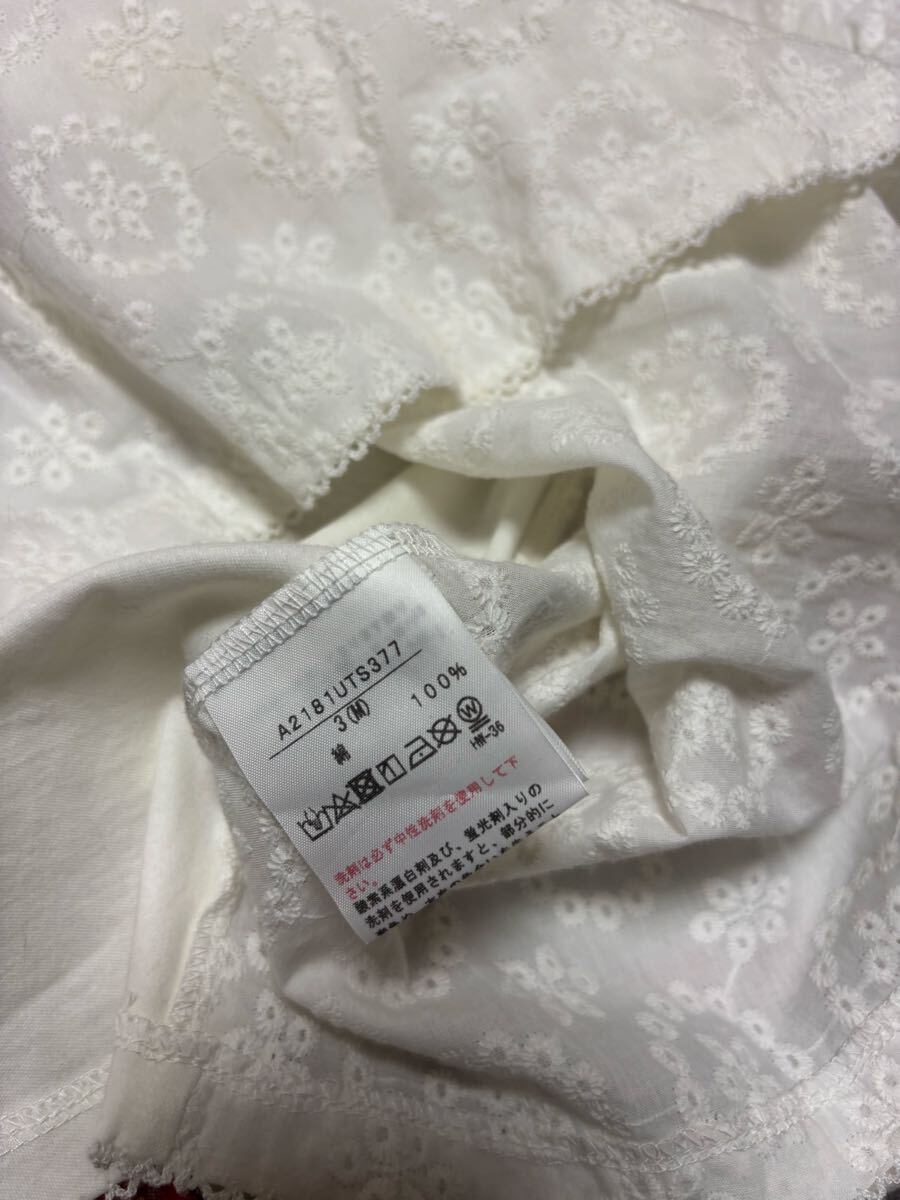 A2181UTS377
3(M)
綿 100%
HN-36
洗剤は必ず中性洗剤を使用して下
さい。
酸素系漂白剤及び、蛍光剤入りの
洗剤を使用されますと、部分的に